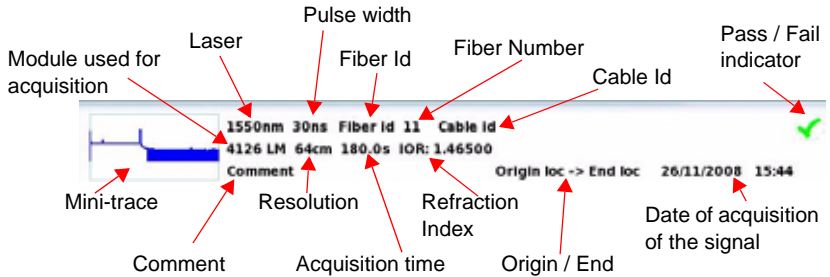 Pulse width
Laser
Pass / Fail
indicator
Module used for
acquisition
Fiber Id
Fiber Number
Cable Id
1550nm 30ns Fiber Id 11 Cable Id
4126 LM 64cm 180.0s IOR: 1.46500
Comment Origin loc -> End loc 26/11/2008 15:44
Mini-trace
Resolution
Refraction
Index
Date of acquisition
of the signal
Comment
Acquisition time
Origin / End